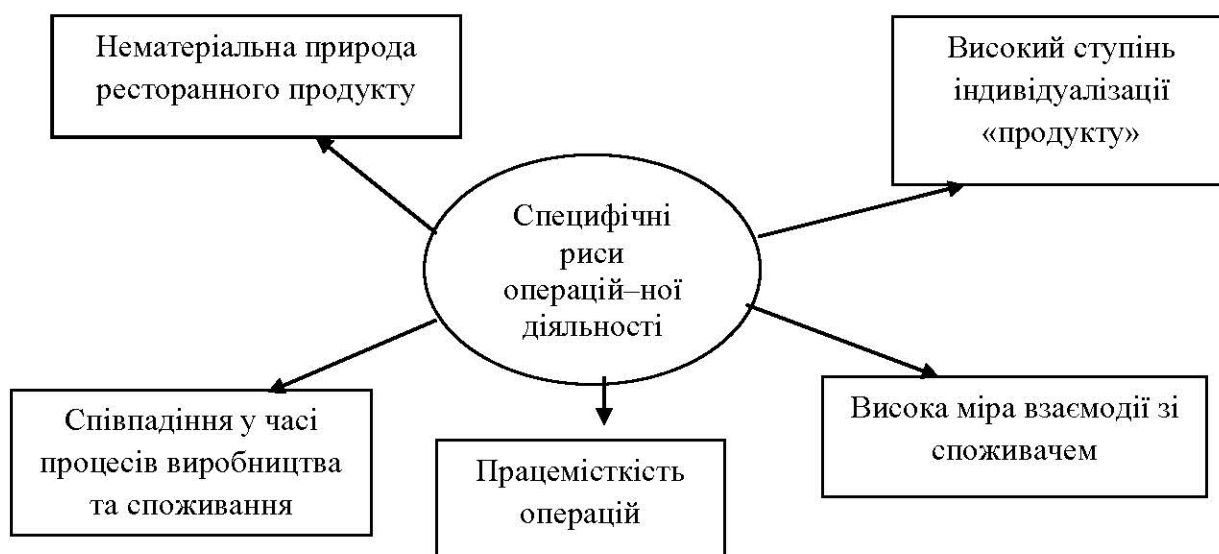 Нематеріальна природа
ресторанного продукту
Високий ступінь
індивідуалізації
«продукту»
Специфічні
риси
операцій–ної
діяльності
Співпадіння у часі
процесів виробництва
та споживання
Працемісткість
операцій
Висока міра взаємодії зі
споживачем